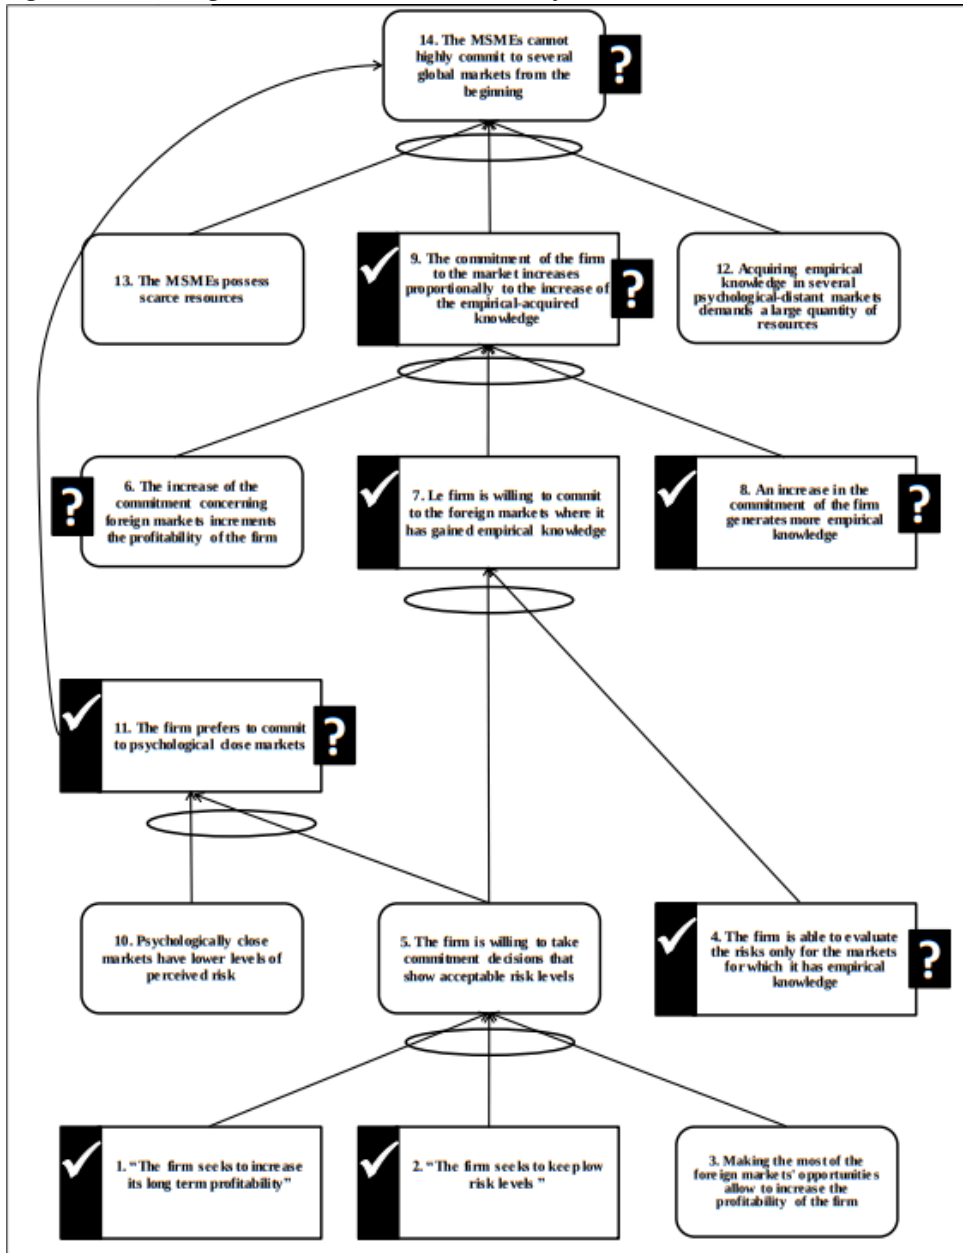 14. The MSMEs cannot
highly commit to several
global markets from the
beginning
?
13. The MSMEs possess
scarce resources
9. The commitment of the firm
to the market increases
proportionally to the increase of
the empirical-acquired
knowledge
?
12. Acquiring empirical
knowledge in several
psychological-distant markets
demands a large quantity of
resources
?
6. The increase of the
commitment concerning
foreign markets increments
the profitability of the firm
7. Le firm is willing to commit
to the foreign markets where it
has gained empirical knowledge
8. An increase in the
commitment of the firm
generates more empirical
knowledge
?
11. The firm prefers to commit
to psychological close markets
?
10. Psychologically close
markets have lower levels of
perceived risk
5. The firm is willing to take
commitment decisions that
show acceptable risk levels
4. The firm is able to evaluate
the risks only for the markets
for which it has empirical
knowledge
?
1. “The firm seeks to increase
its long term profitability”
2. “The firm seeks to keep low
risk levels ”
3. Making the most of the
foreign markets' opportunities
allow to increase the
profitability of the firm